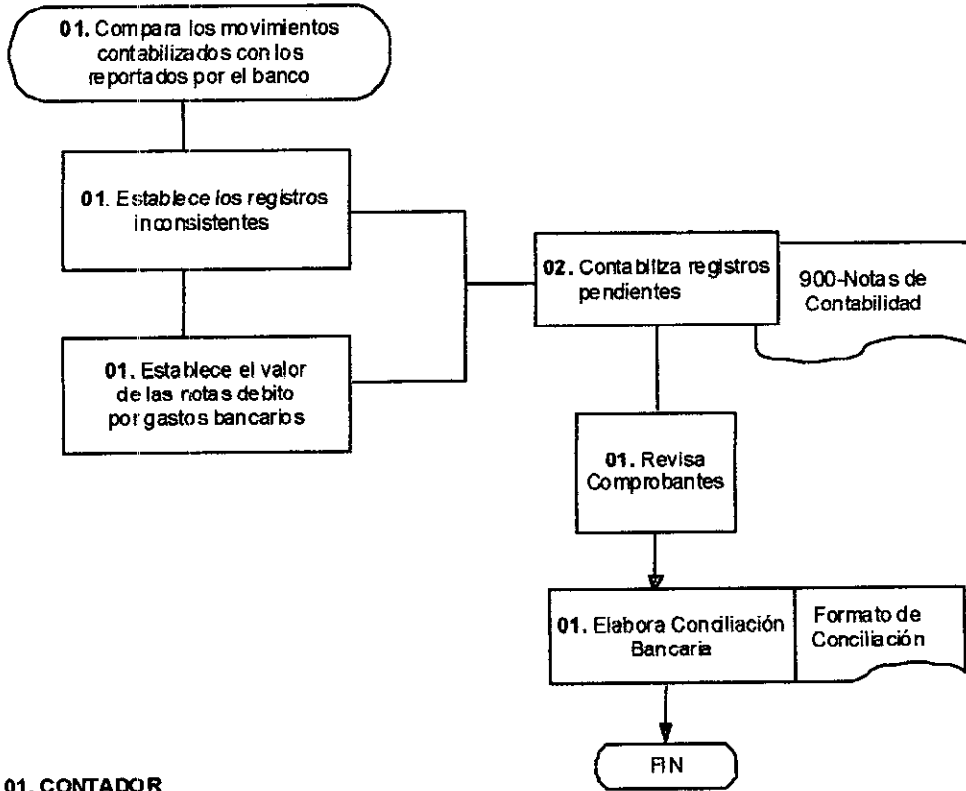 01. Compara los movimientos
contabilizados con los
reportados por el banco
01. Establece los registros
inconsistentes
01. Establece el valor
de las notas debito
por gastos bancarios
02. Contabiliza registros
pendientes
900-Notas de
Contabilidad
01. Revisa
Comprobantes
01. Elabora Conciliación
Bancaria
Formato de
Conciliación
FIN
01. CONTADOR